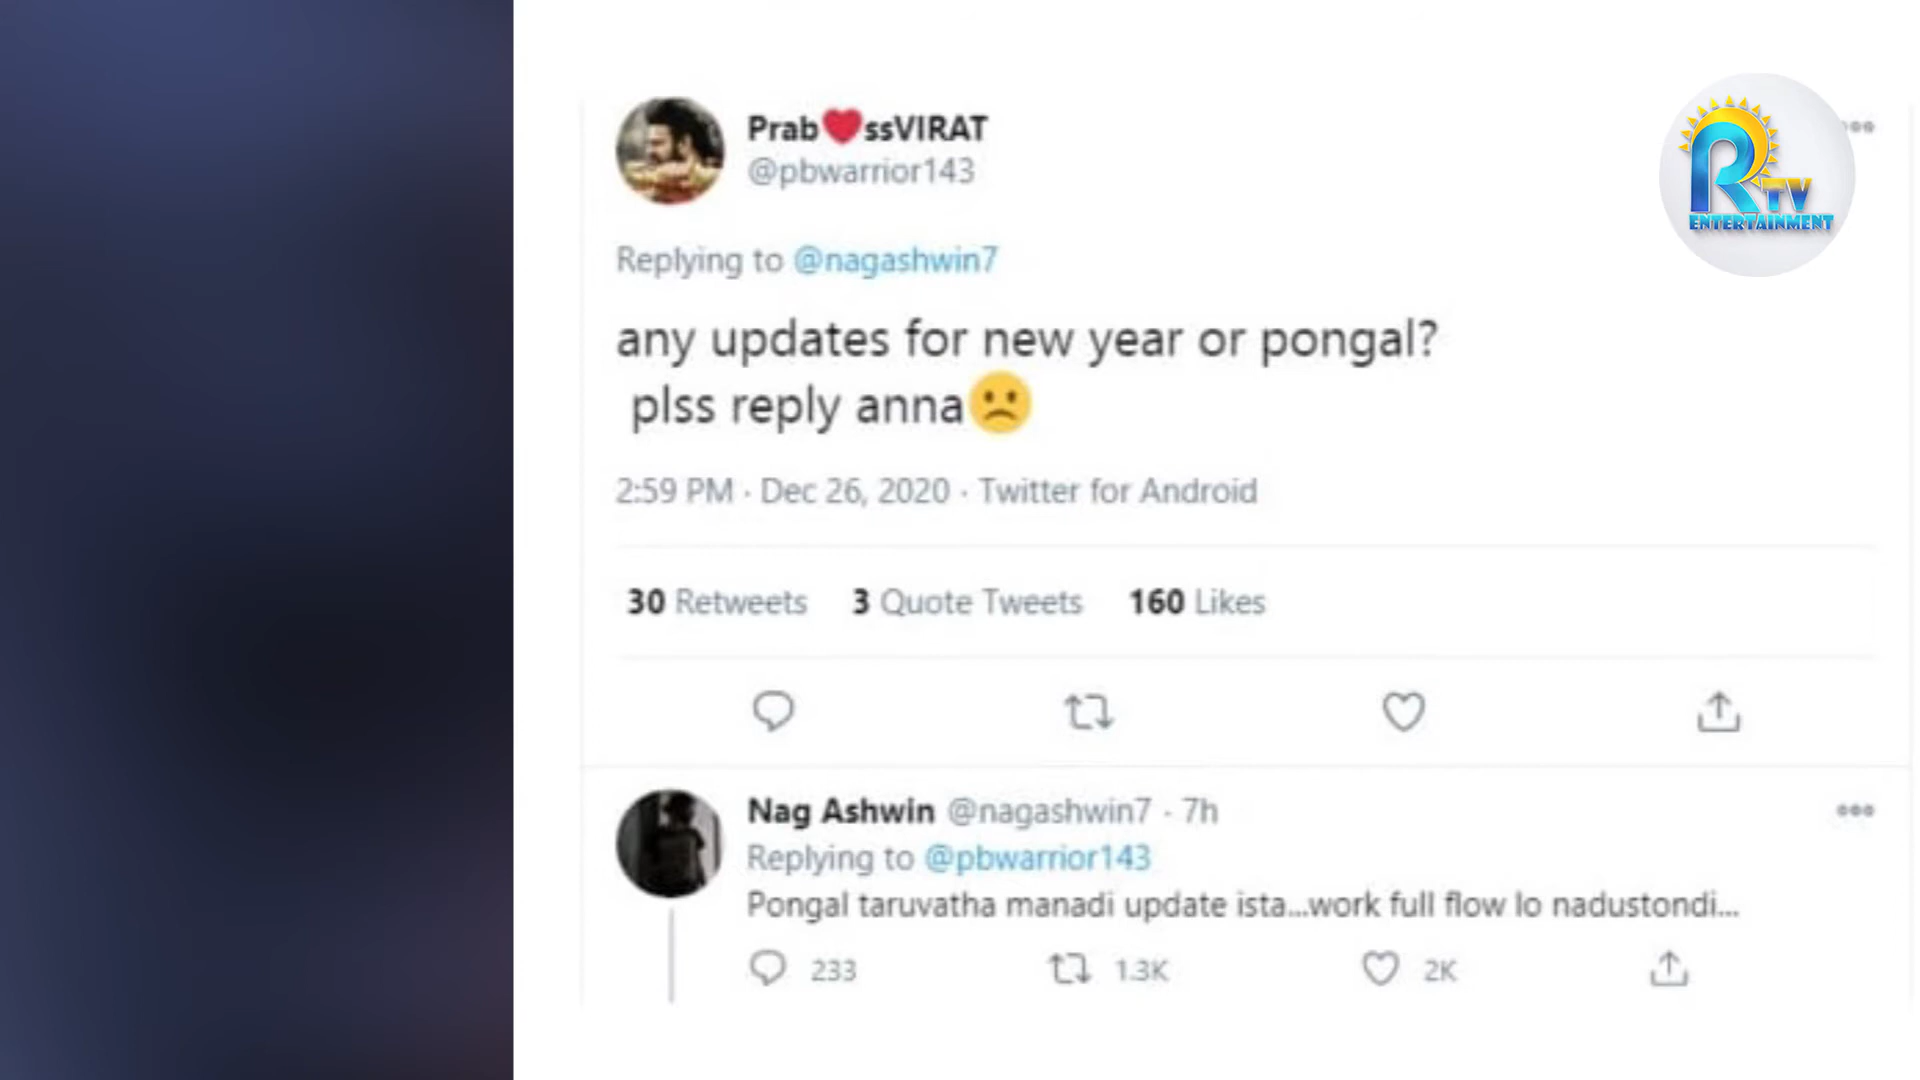 Prab❤️ssVIRAT
@pbwarrior143
RTV
ENTERTAINMENT
Replying to @nagashwin7
any updates for new year or pongal?
plss reply anna🙁
2:59 PM · Dec 26, 2020 · Twitter for Android
30 Retweets 3 Quote Tweets 160 Likes
Nag Ashwin @nagashwin7 · 7h
Replying to @pbwarrior143
Pongal taruvatha manadi update ista...work full flow lo nadustondi...
233 1.3K 2K